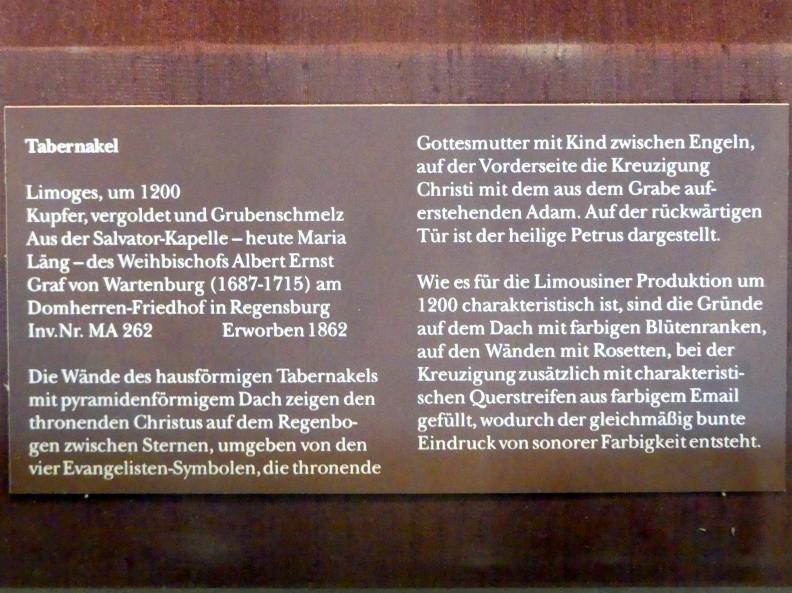 Tabernakel
Limoges, um 1200
Kupfer, vergoldet und Grubenschmelz
Aus der Salvator-Kapelle – heute Maria
Läng – des Weihbischofs Albert Ernst
Graf von Wartenburg (1687-1715) am
Domherren-Friedhof in Regensburg
Inv.Nr. MA 262 Erworben 1862
Die Wände des hausförmigen Tabernakels
mit pyramidenförmigem Dach zeigen den
thronenden Christus auf dem Regenbo-
gen zwischen Sternen, umgeben von den
vier Evangelisten-Symbolen, die thronende
Gottesmutter mit Kind zwischen Engeln,
auf der Vorderseite die Kreuzigung
Christi mit dem aus dem Grabe auf-
erstehenden Adam. Auf der rückwärtigen
Tür ist der heilige Petrus dargestellt.
Wie es für die Limousiner Produktion um
1200 charakteristisch ist, sind die Gründe
auf dem Dach mit farbigen Blütenranken,
auf den Wänden mit Rosetten, bei der
Kreuzigung zusätzlich mit charakteristi-
schen Querstreifen aus farbigem Email
gefüllt, wodurch der gleichmäßig bunte
Eindruck von sonorer Farbigkeit entsteht.